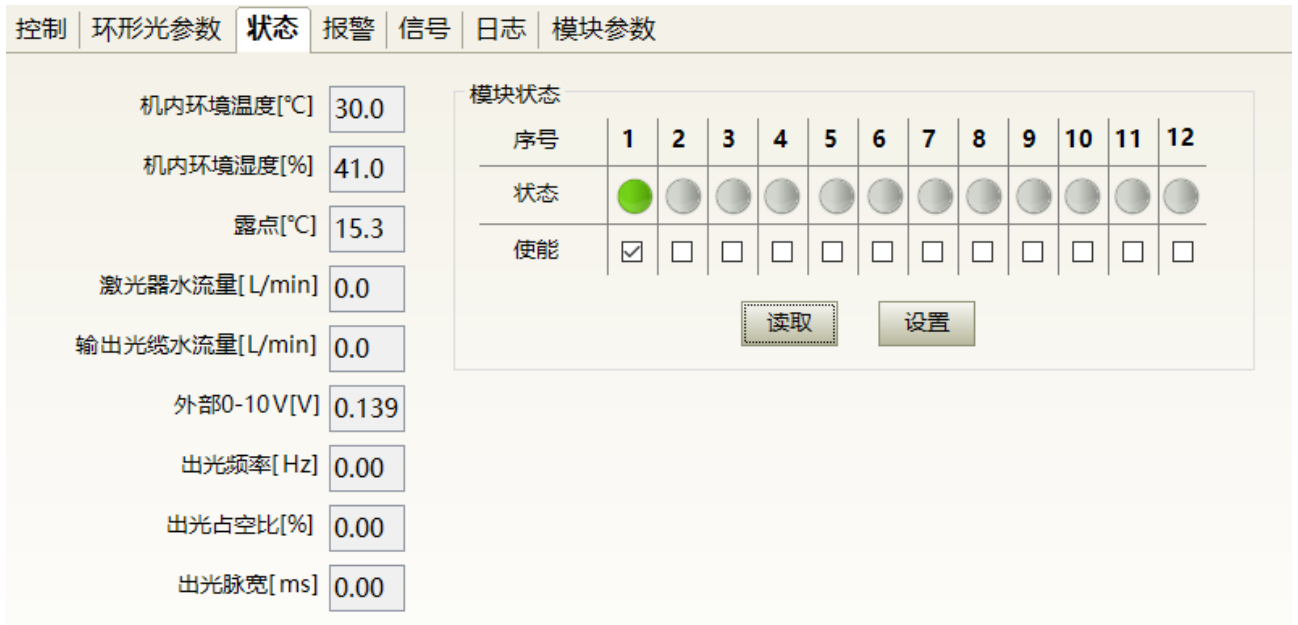 控制 环形光参数 状态 报警 信号 日志 模块参数
机内环境温度[℃] 30.0
机内环境湿度[%] 41.0
露点[℃] 15.3
激光器水流量[L/min] 0.0
输出光缆水流量[L/min] 0.0
外部0-10V[V] 0.139
出光频率[Hz] 0.00
出光占空比[%] 0.00
出光脉宽[ms] 0.00
模块状态
序号 1 2 3 4 5 6 7 8 9 10 11 12
状态
使能
读取 设置